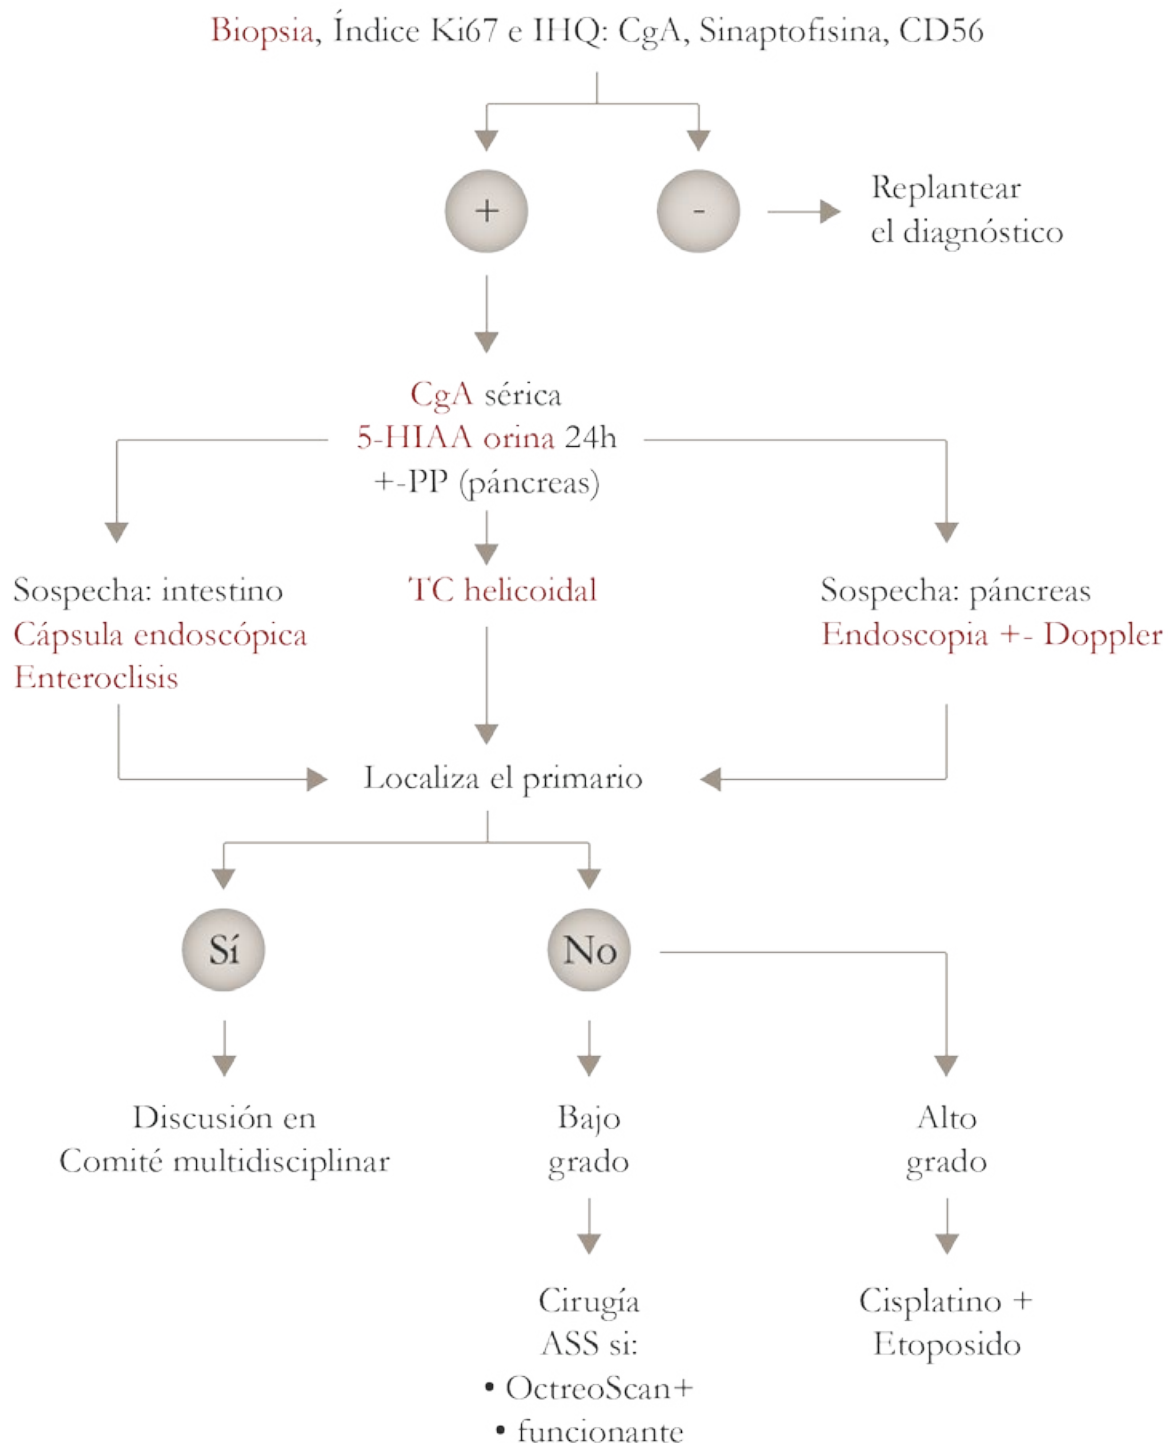 Biopsia, Índice Ki67 e IHQ: CgA, Sinaptofisina, CD56
+
-
Replantear
el diagnóstico
CgA sérica
5-HIAA orina 24h
+-PP (páncreas)
Sospecha: intestino
Cápsula endoscópica
Enteroclisis
TC helicoidal
Sospecha: páncreas
Endoscopia +- Doppler
Localiza el primario
Sí
No
Discusión en
Comité multidisciplinar
Bajo
grado
Alto
grado
Cirugía
ASS si:
• OctreoScan+
• funcionante
Cisplatino +
Etoposido